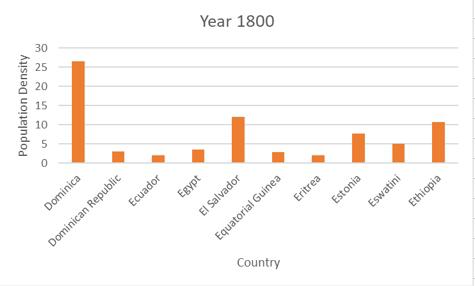 Year 1800
Population Density
30
25
20
15
10
5
0
Dominica
Dominican Republic
Ecuador
Egypt
El Salvador
Equatorial Guinea
Eritrea
Estonia
Eswatini
Ethiopia
Country